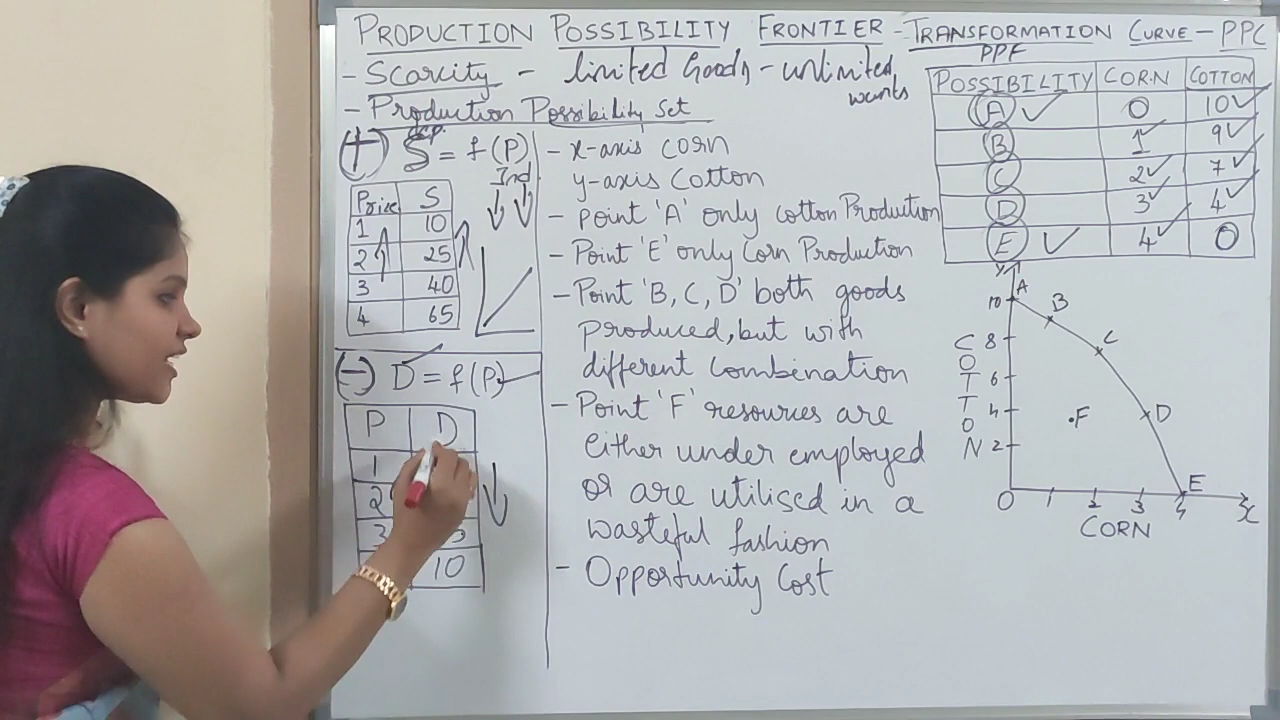 PRODUCTION POSSIBILITY FRONTIER - TRANSFORMATION CURVE - PPC
PPF
- Scarcity - limited Goods, - unlimited wants
- Production Possibility Set
(+) S = f(P)
Ind
Price S
1 10
2 25
3 40
4 65
(-) D = f(P)
P D
1
2
3
10
- x-axis corn
y-axis Cotton
- point 'A' only cotton Production
- Point 'E' only Corn Production
- Point 'B, C, D' both goods
produced, but with
different Combination
- Point 'F' resources are
either under employed
or are utilised in a
wasteful fashion
- Opportunity Cost
POSSIBILITY CORN COTTON
A 0 10
B 1 9
C 2 7
D 3 4
E 4 0
y
A
10
B
COTTON
8
C
6
4
F
D
2
E
0 1 2 3 4 x
CORN